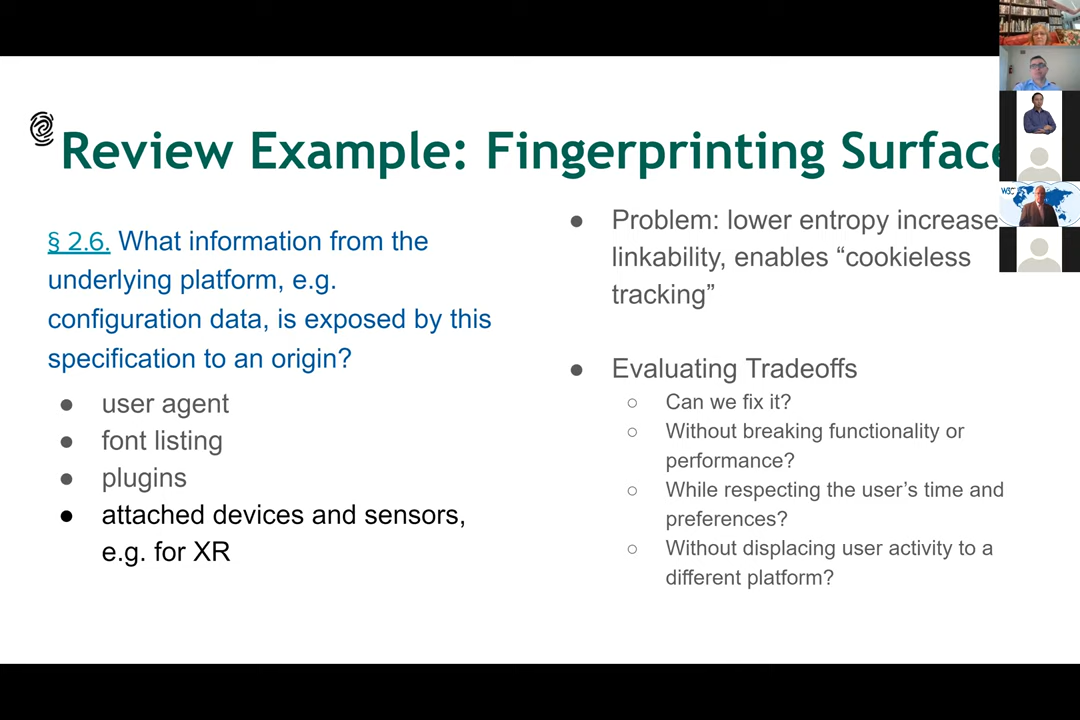 Review Example: Fingerprinting Surface
§ 2.6. What information from the
underlying platform, e.g.
configuration data, is exposed by this
specification to an origin?
● user agent
● font listing
● plugins
● attached devices and sensors,
e.g. for XR
● Problem: lower entropy increase
linkability, enables “cookieless
tracking”
● Evaluating Tradeoffs
○ Can we fix it?
○ Without breaking functionality or
performance?
○ While respecting the user’s time and
preferences?
○ Without displacing user activity to a
different platform?
W3C